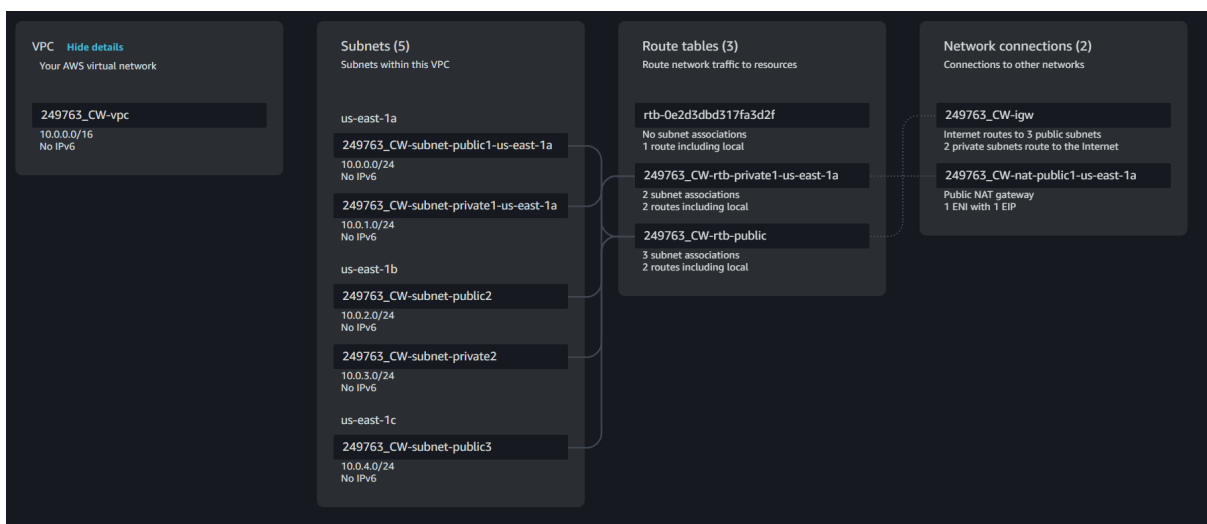 VPC Hide details
Your AWS virtual network
249763_CW-vpc
10.0.0.0/16
No IPv6
Subnets (5)
Subnets within this VPC
us-east-1a
249763_CW-subnet-public1-us-east-1a
10.0.0.0/24
No IPv6
249763_CW-subnet-private1-us-east-1a
10.0.1.0/24
No IPv6
us-east-1b
249763_CW-subnet-public2
10.0.2.0/24
No IPv6
249763_CW-subnet-private2
10.0.3.0/24
No IPv6
us-east-1c
249763_CW-subnet-public3
10.0.4.0/24
No IPv6
Route tables (3)
Route network traffic to resources
rtb-0e2d3dbd317fa3d2f
No subnet associations
1 route including local
249763_CW-rtb-private1-us-east-1a
2 subnet associations
2 routes including local
249763_CW-rtb-public
3 subnet associations
2 routes including local
Network connections (2)
Connections to other networks
249763_CW-igw
Internet routes to 3 public subnets
2 private subnets route to the Internet
249763_CW-nat-public1-us-east-1a
Public NAT gateway
1 ENI with 1 EIP